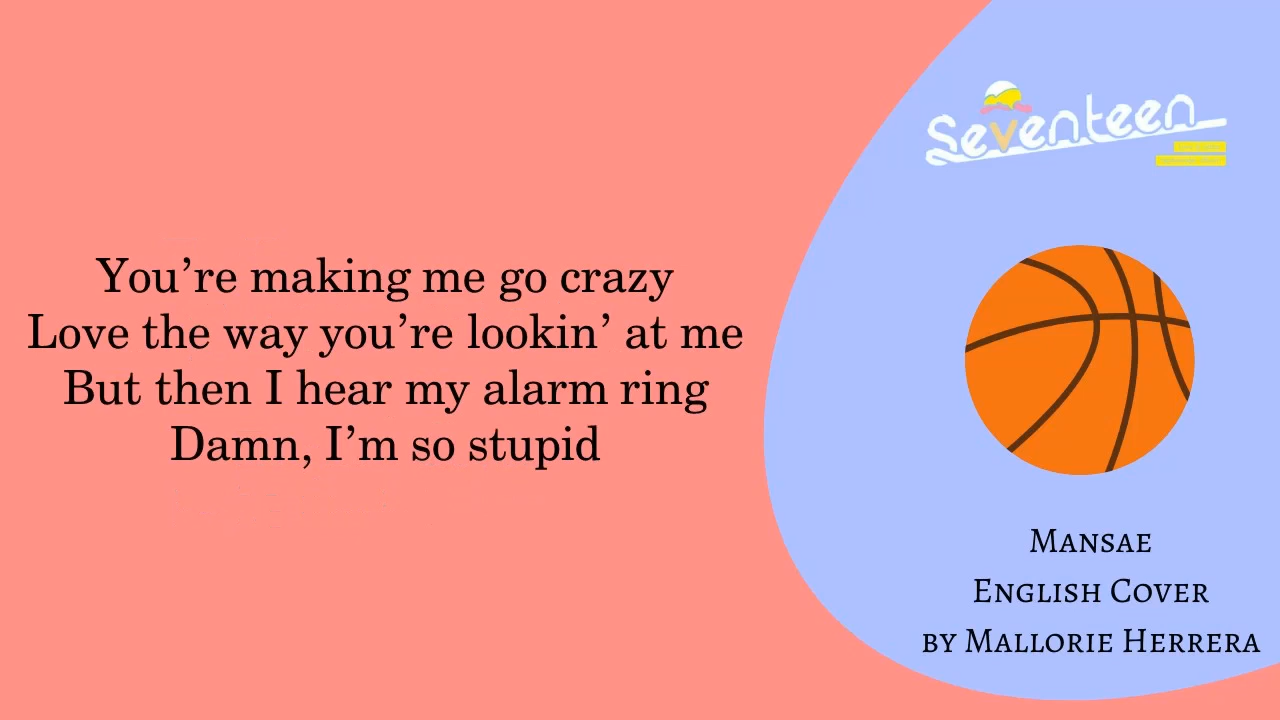 You’re making me go crazy
Love the way you’re lookin’ at me
But then I hear my alarm ring
Damn, I’m so stupid
Seventeen
Mansae
English Cover
by Mallorie Herrera